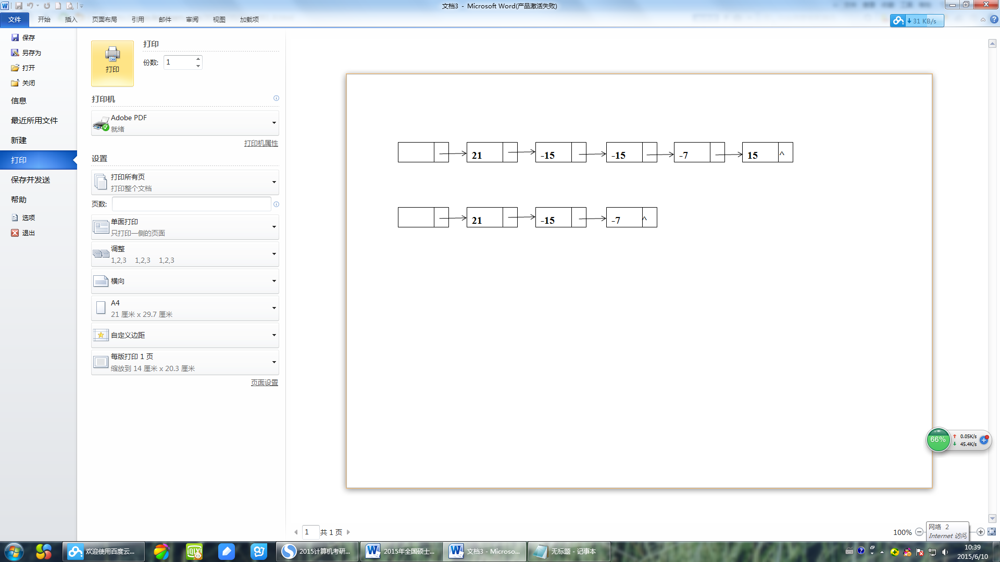 文档3 - Microsoft Word(产品激活失败)
文件 开始 插入 页面布局 引用 邮件 审阅 视图 加载项
31 KB/s
保存
另存为
打开
关闭
信息
最近所用文件
新建
打印
保存并发送
帮助
选项
退出
打印
打印
份数: 1
打印机
Adobe PDF
就绪
打印机属性
设置
打印所有页
打印整个文档
页数:
单面打印
只打印一侧的页面
调整
1,2,3 1,2,3 1,2,3
横向
A4
21 厘米 x 29.7 厘米
自定义边距
每版打印 1 页
缩放到 14 厘米 x 20.3 厘米
页面设置
21 -15 -15 -7 15 ^
21 -15 -7 ^
66%
0.05K/s
45.4K/s
1 共 1 页
100%
网络 2
Internet 访问
欢迎使用百度云...
QIY
2015计算机考研...
2015年全国硕士...
文档3 - Microso...
无标题 - 记事本
10:39
2015/6/10